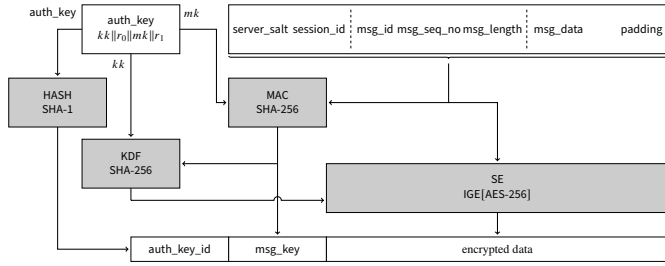 auth_key
auth_key
kk||r₀||mk||r₁
mk
kk
server_salt session_id msg_id msg_seq_no msg_length msg_data padding
HASH
SHA-1
MAC
SHA-256
KDF
SHA-256
SE
IGE[AES-256]
auth_key_id msg_key encrypted data